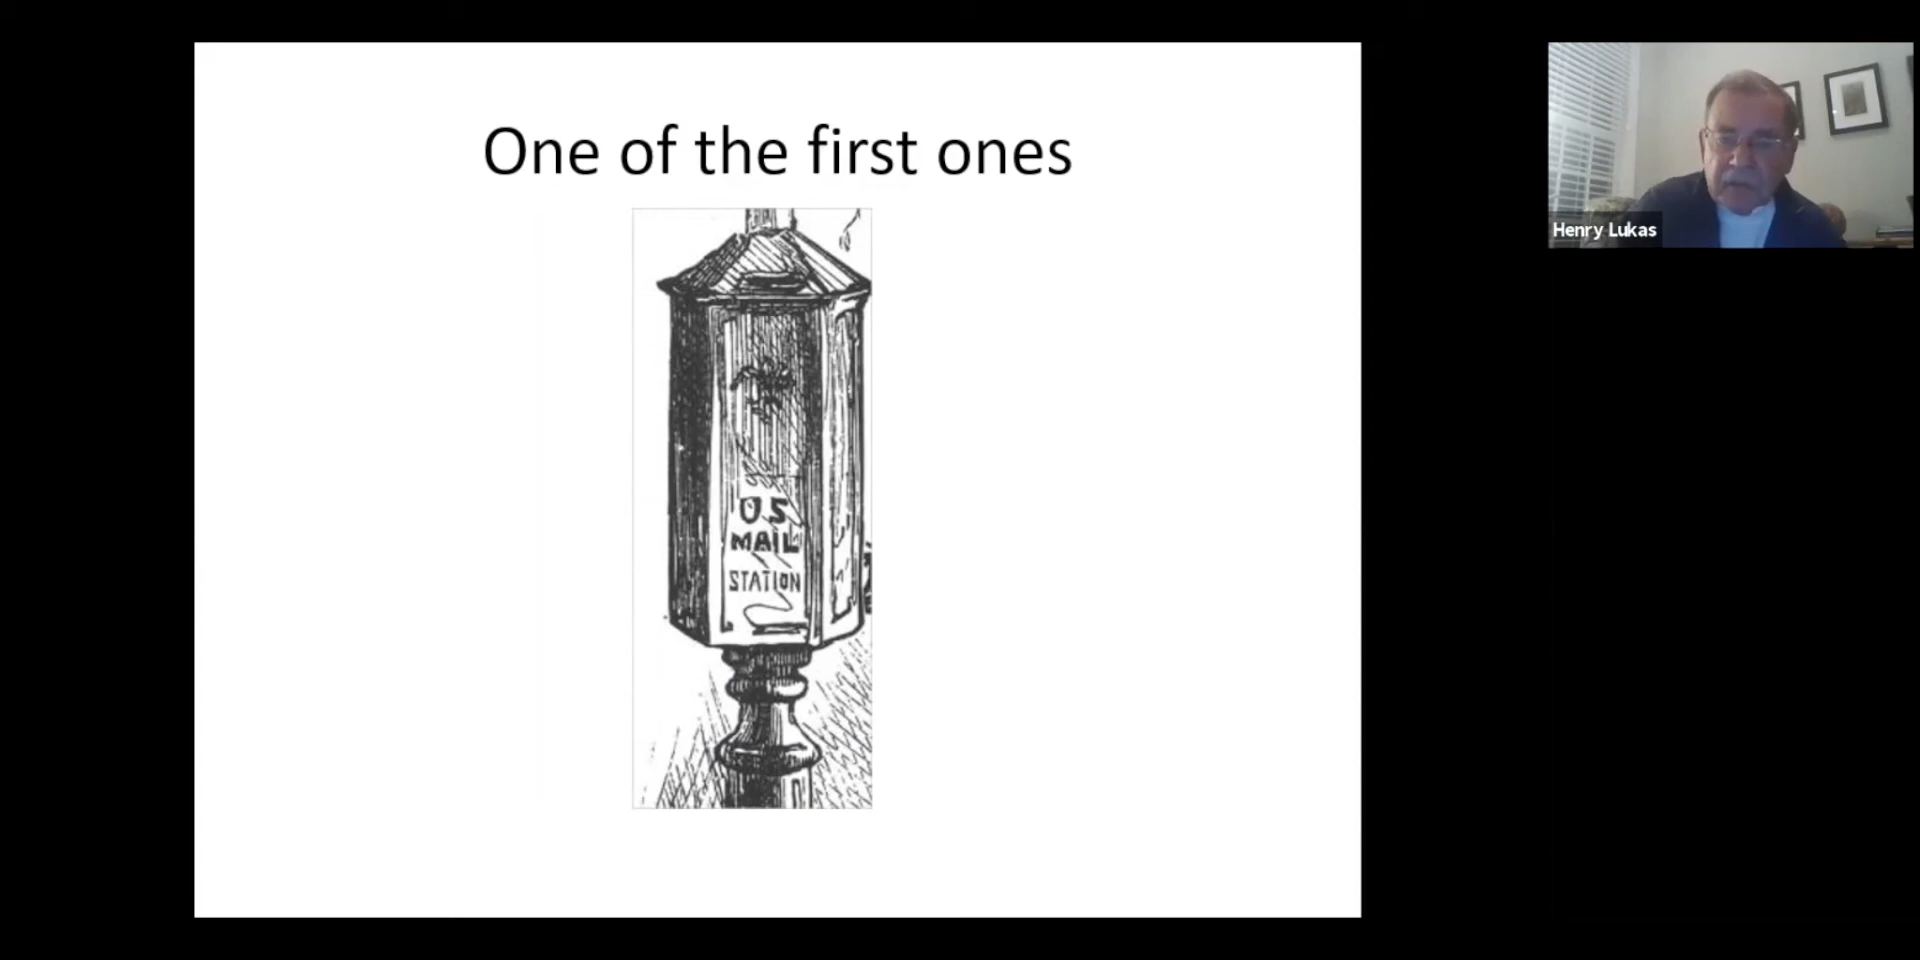 One of the first ones
U.S
MAIL
STATION
Henry Lukas